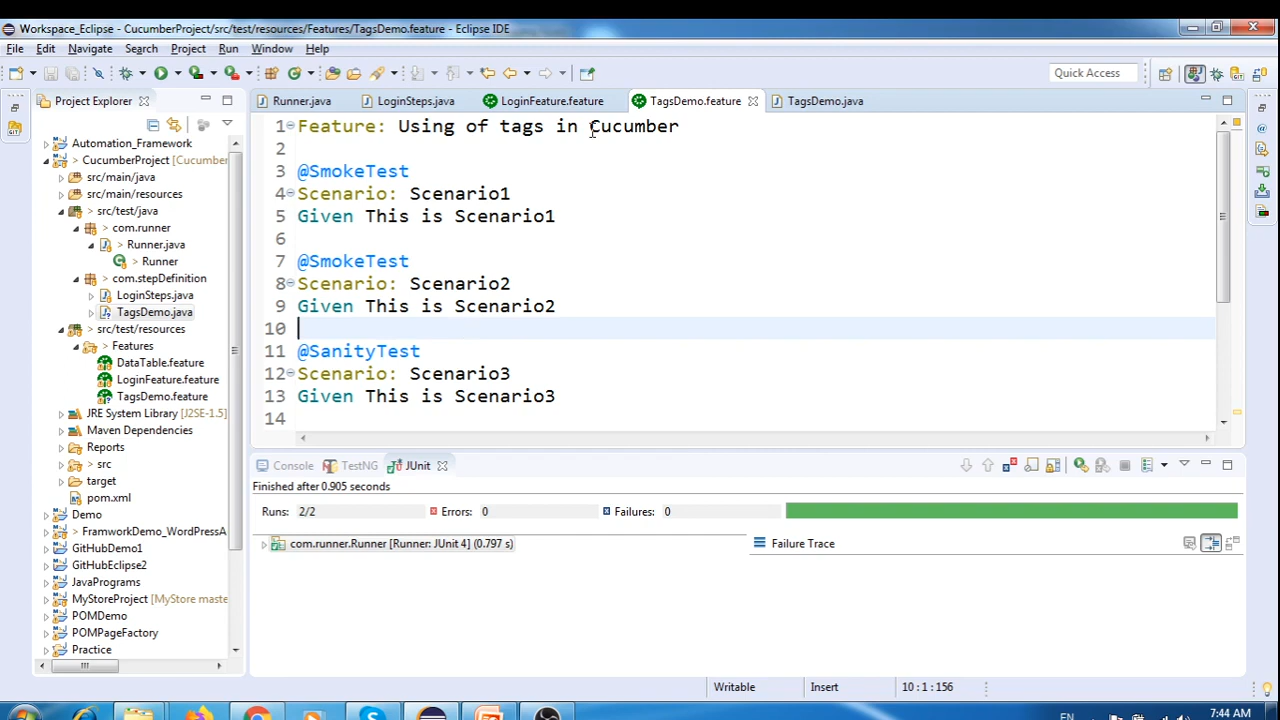 Workspace_Eclipse - CucumberProject/src/test/resources/Features/TagsDemo.feature - Eclipse IDE
File Edit Navigate Search Project Run Window Help
Quick Access
Project Explorer
Runner.java LoginSteps.java LoginFeature.feature TagsDemo.feature TagsDemo.java
Automation_Framework
> CucumberProject [Cucumber
src/main/java
src/main/resources
src/test/java
com.runner
Runner.java
Runner
com.stepDefinition
LoginSteps.java
TagsDemo.java
src/test/resources
Features
DataTable.feature
LoginFeature.feature
TagsDemo.feature
JRE System Library [J2SE-1.5]
Maven Dependencies
Reports
> src
target
pom.xml
Demo
> FramworkDemo_WordPressA
GitHubDemo1
GitHubEclipse2
JavaPrograms
MyStoreProject [MyStore maste
POMDemo
POMPageFactory
Practice
1 Feature: Using of tags in Cucumber
2
3 @SmokeTest
4 Scenario: Scenario1
5 Given This is Scenario1
6
7 @SmokeTest
8 Scenario: Scenario2
9 Given This is Scenario2
10
11 @SanityTest
12 Scenario: Scenario3
13 Given This is Scenario3
14
Console TestNG JUnit
Finished after 0.905 seconds
Runs: 2/2 Errors: 0 Failures: 0
com.runner.Runner [Runner: JUnit 4] (0.797 s)
Failure Trace
Writable Insert 10 : 1 : 156
EN 7:44 AM